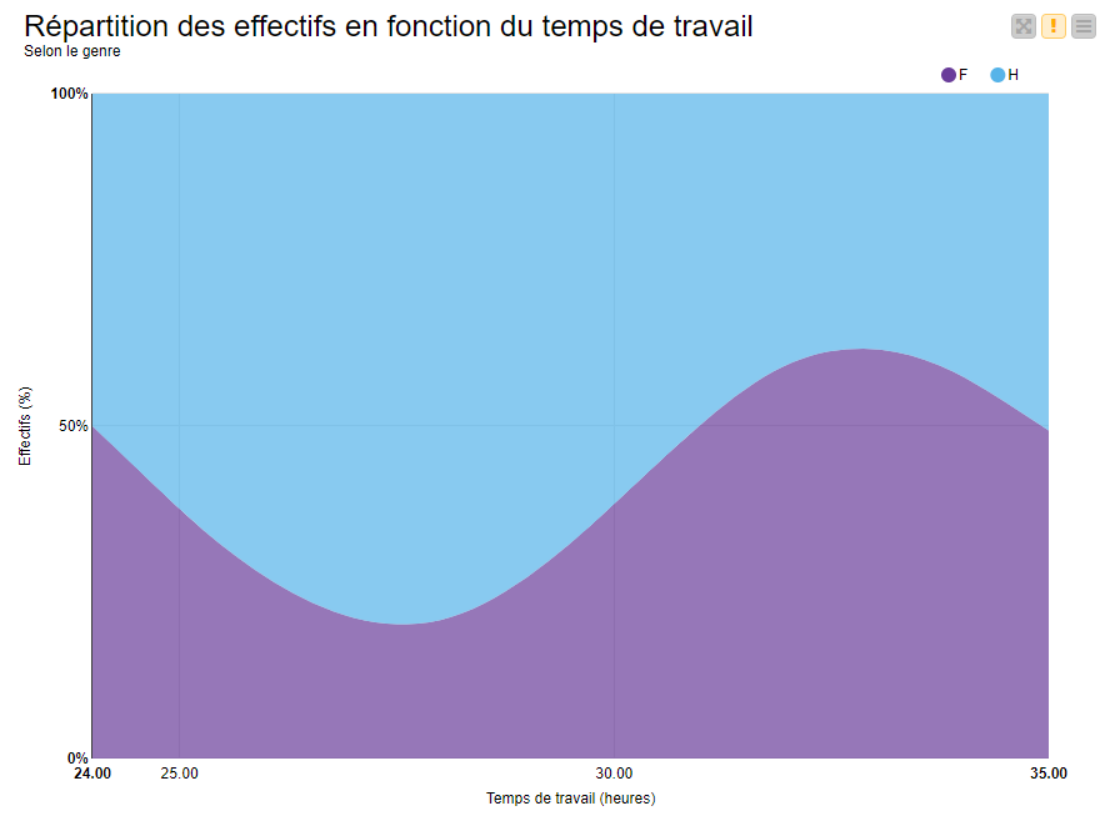 Répartition des effectifs en fonction du temps de travail
Selon le genre
!
F H
100%
50%
0%
Effectifs (%)
24.00 25.00 30.00 35.00
Temps de travail (heures)